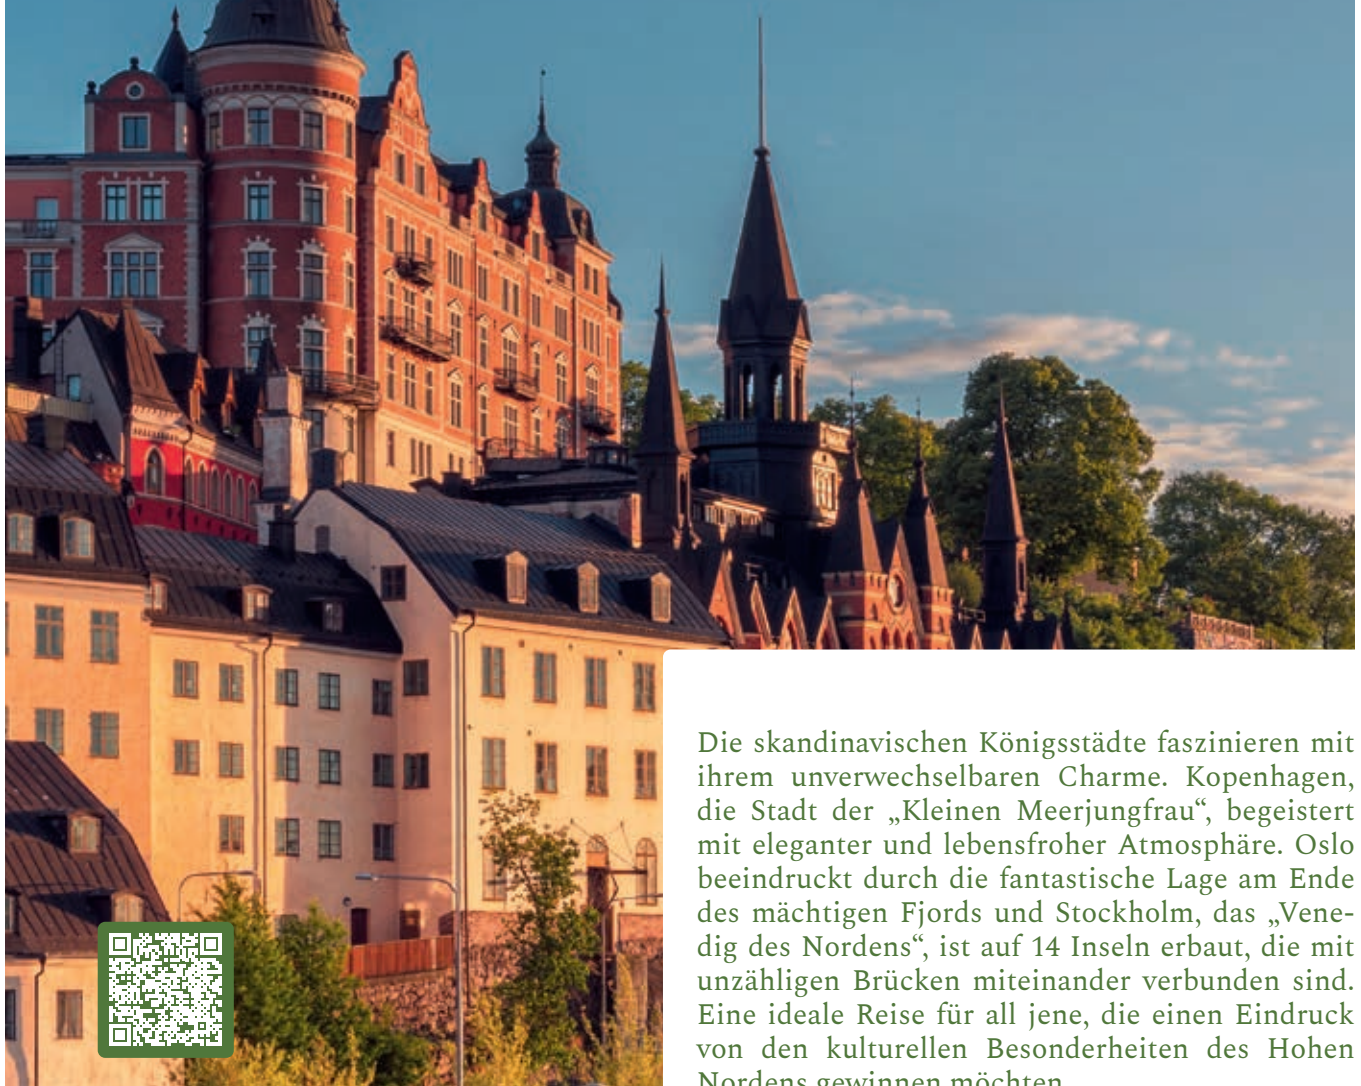 Die skandinavischen Königsstädte faszinieren mit
ihrem unverwechselbaren Charme. Kopenhagen,
die Stadt der „Kleinen Meerjungfrau“, begeistert
mit eleganter und lebensfroher Atmosphäre. Oslo
beeindruckt durch die fantastische Lage am Ende
des mächtigen Fjords und Stockholm, das „Vene-
dig des Nordens“, ist auf 14 Inseln erbaut, die mit
unzähligen Brücken miteinander verbunden sind.
Eine ideale Reise für all jene, die einen Eindruck
von den kulturellen Besonderheiten des Hohen
Nordens gewinnen möchten.